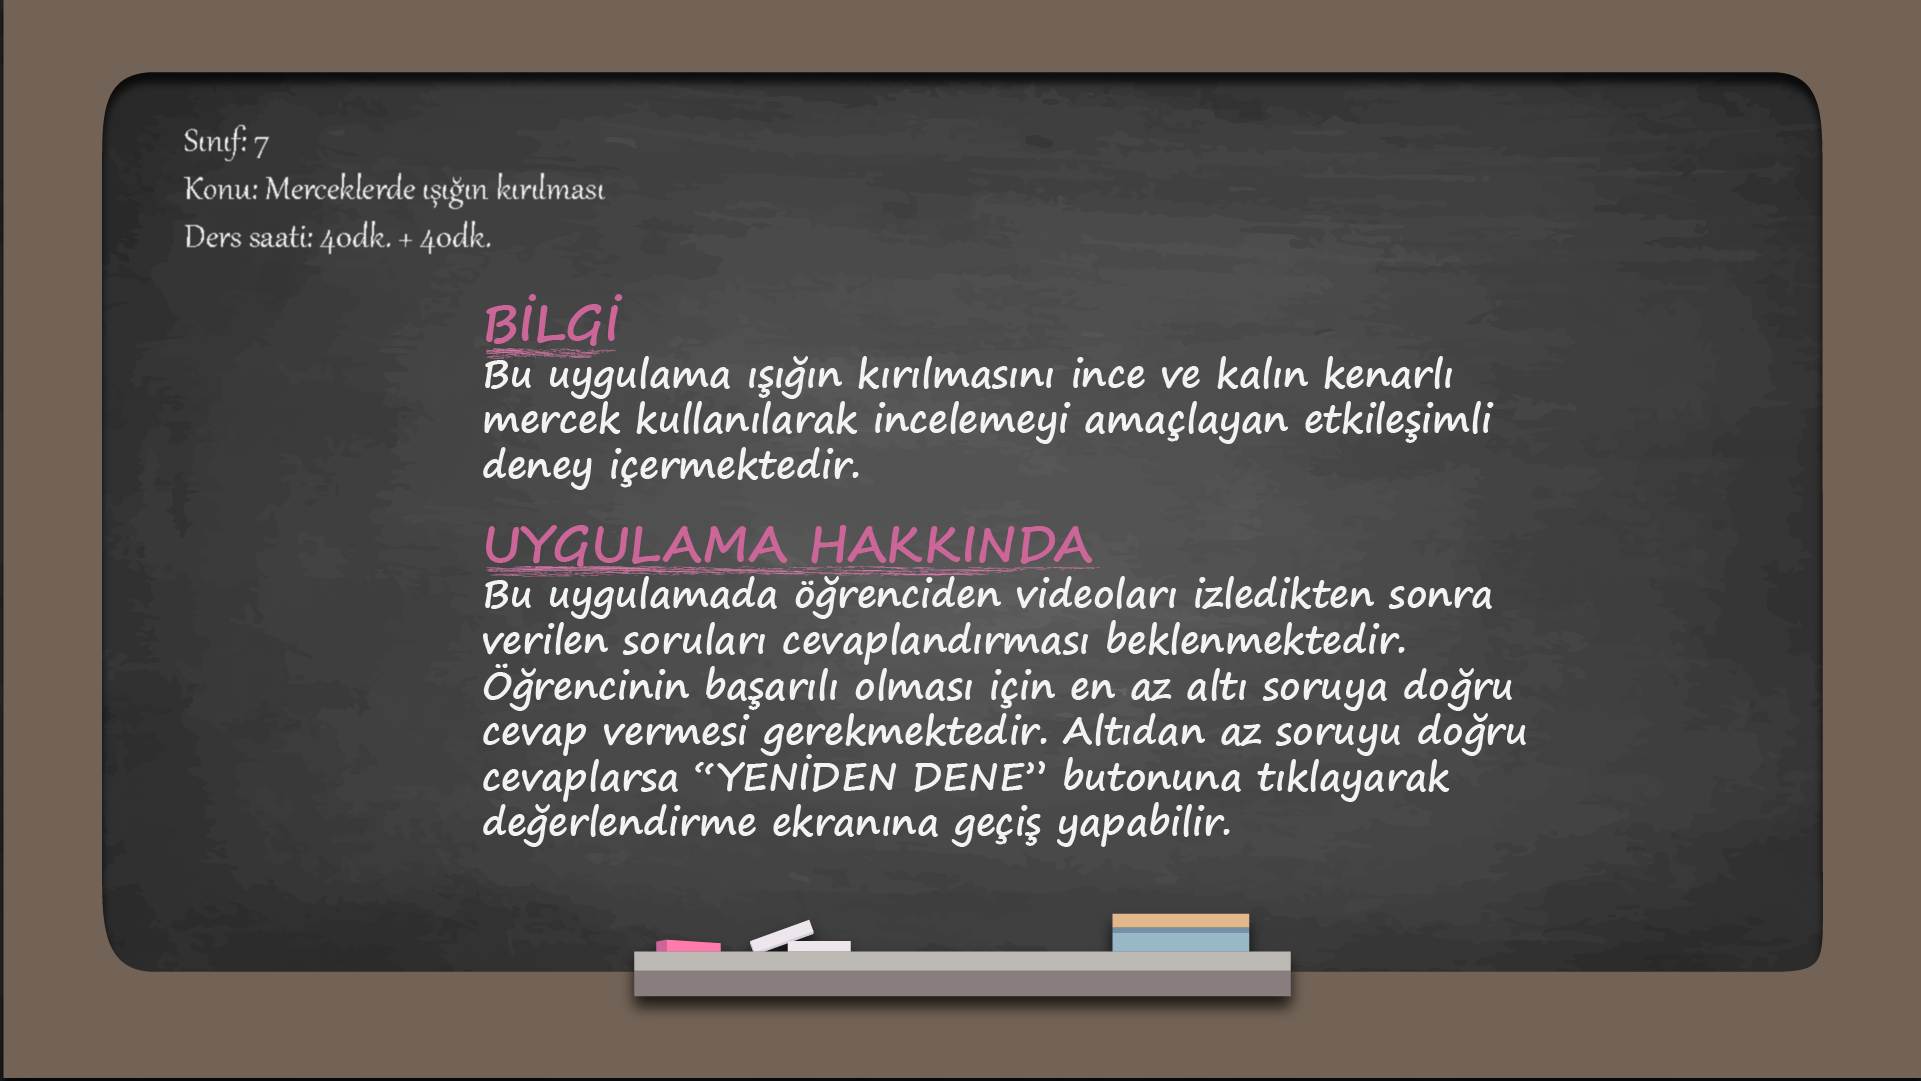 Sınıf: 7
Konu: Merceklerde ışığın kırılması
Ders saati: 40dk. + 40dk.
BİLGİ
Bu uygulama ışığın kırılmasını ince ve kalın kenarlı
mercek kullanılarak incelemeyi amaçlayan etkileşimli
deney içermektedir.
UYGULAMA HAKKINDA
Bu uygulamada öğrenciden videoları izledikten sonra
verilen soruları cevaplandırması beklenmektedir.
Öğrencinin başarılı olması için en az altı soruya doğru
cevap vermesi gerekmektedir. Altıdan az soruyu doğru
cevaplarsa “YENİDEN DENE” butonuna tıklayarak
değerlendirme ekranına geçiş yapabilir.